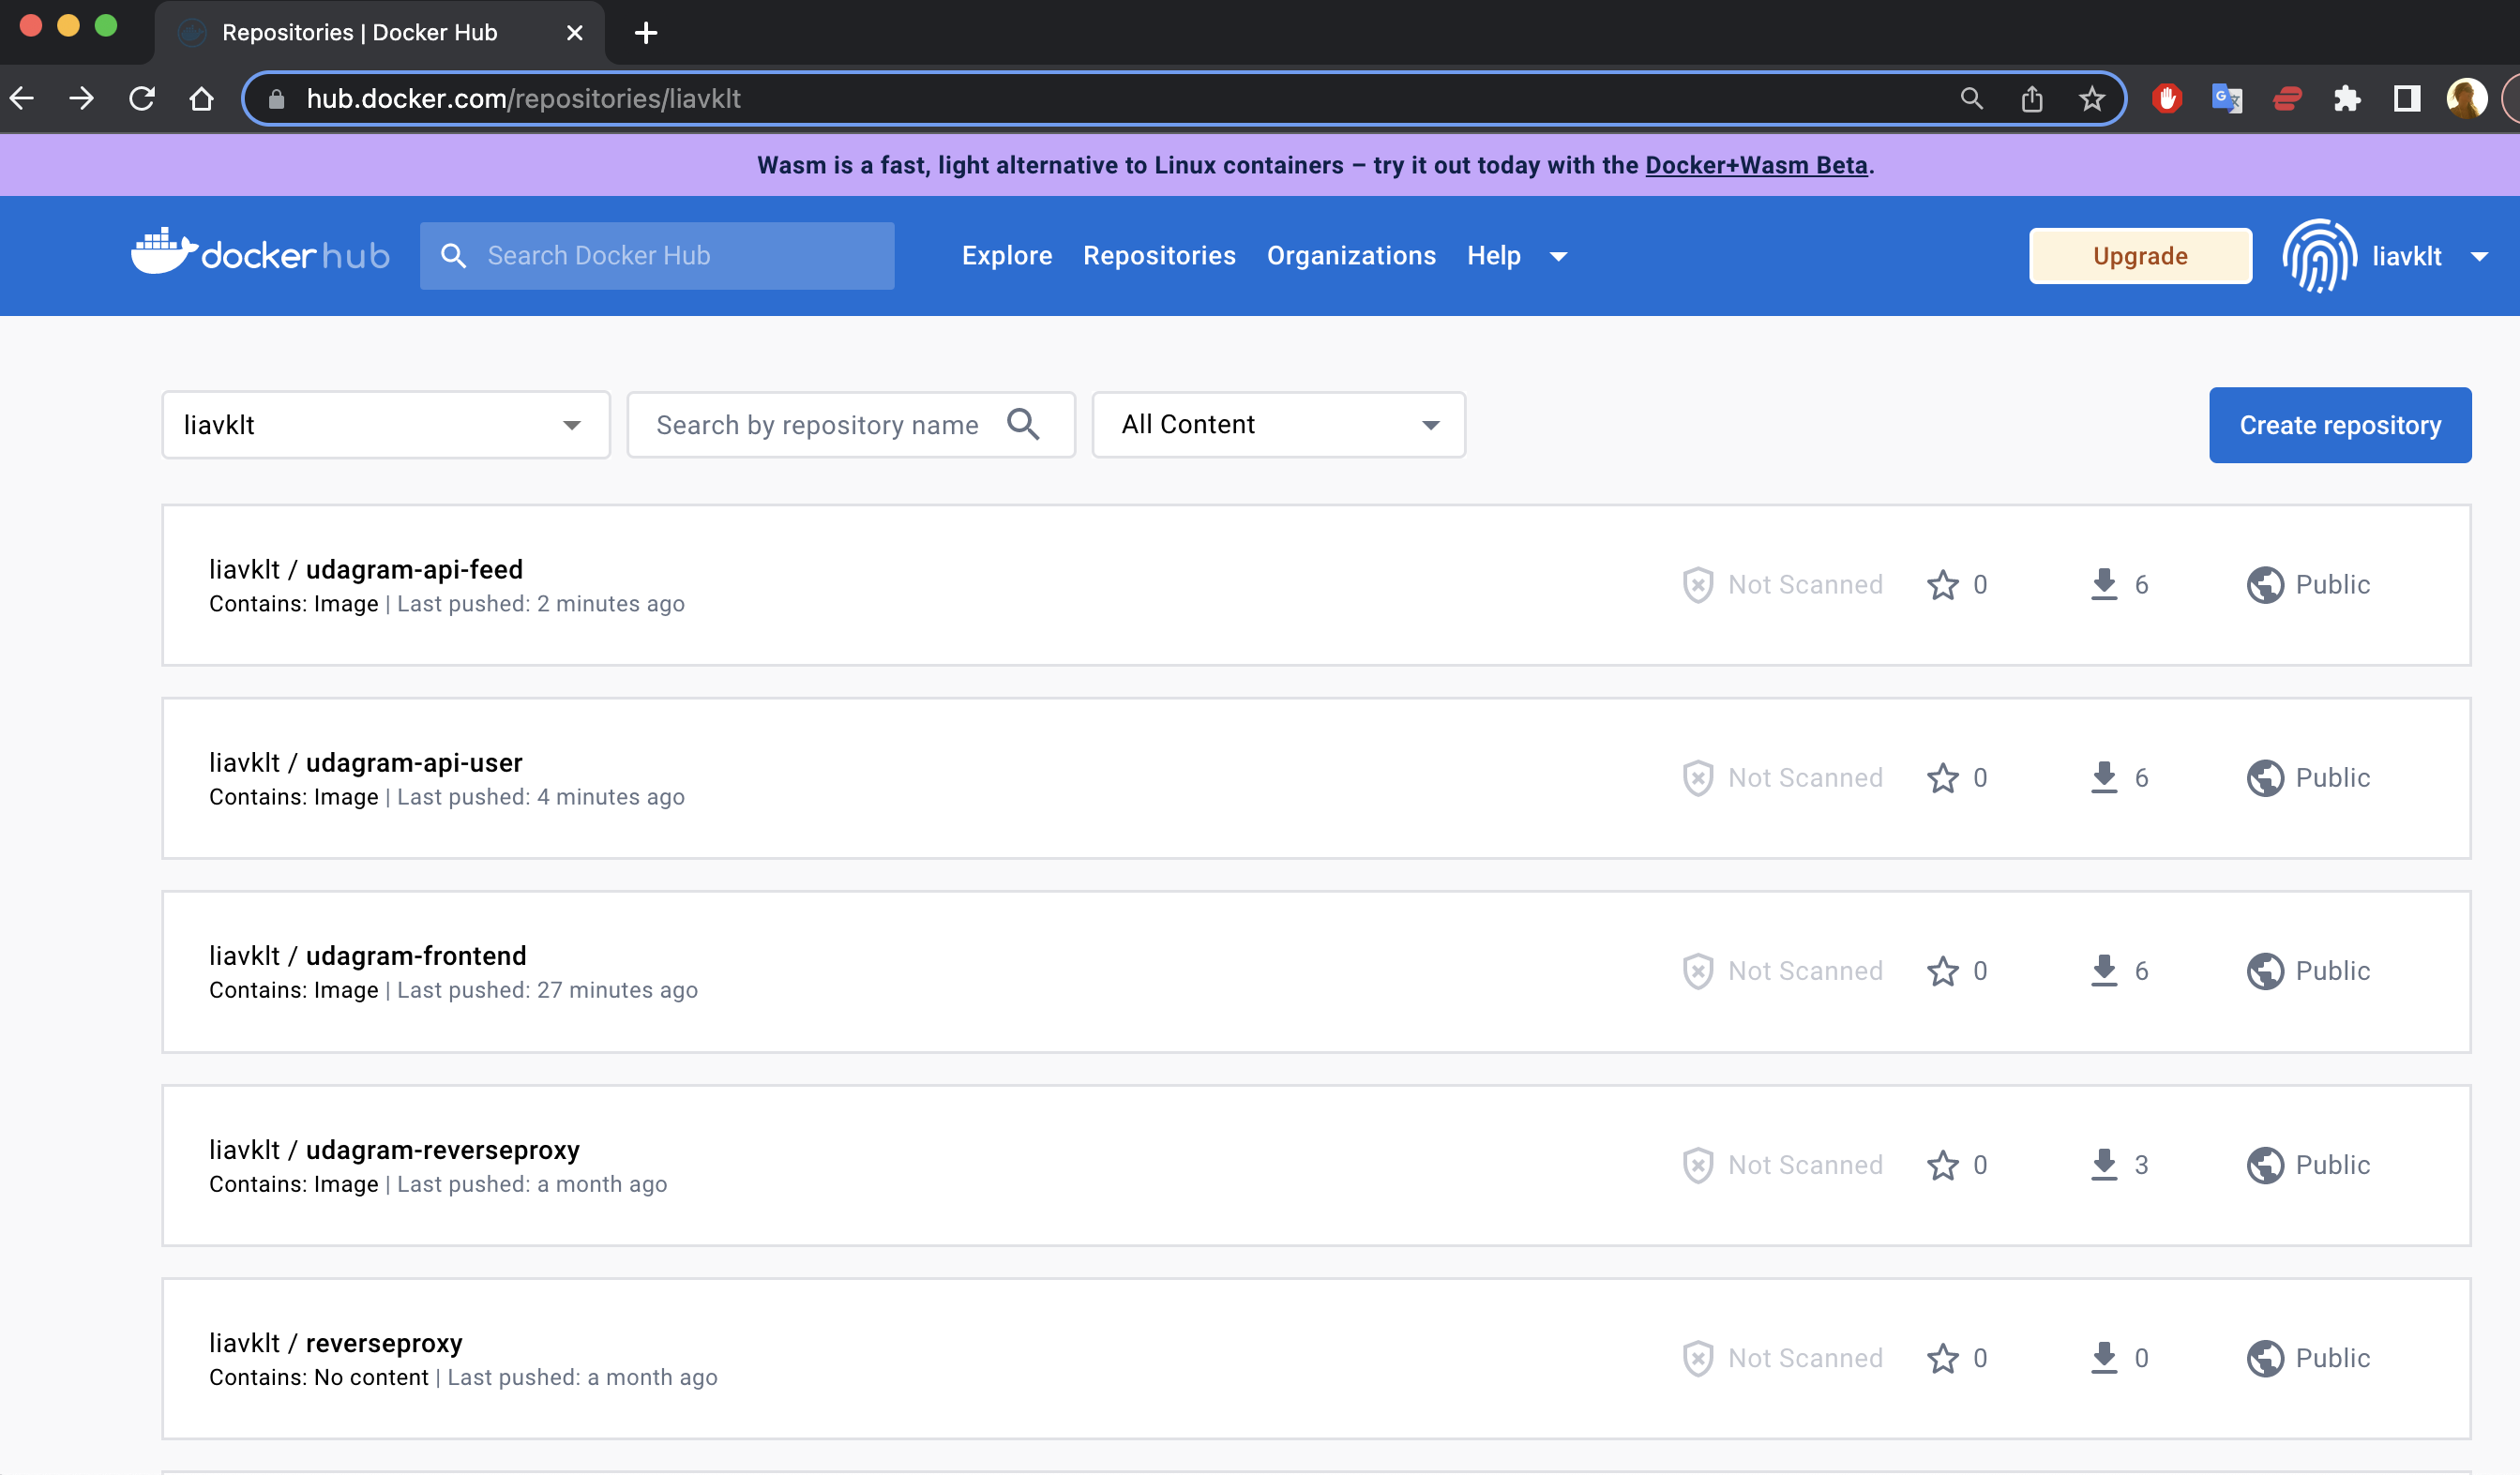 Repositories | Docker Hub
hub.docker.com/repositories/liavklt
Wasm is a fast, light alternative to Linux containers – try it out today with the Docker+Wasm Beta.
dockerhub Search Docker Hub Explore Repositories Organizations Help Upgrade liavklt
liavklt Search by repository name All Content Create repository
liavklt / udagram-api-feed
Contains: Image | Last pushed: 2 minutes ago
Not Scanned 0 6 Public
liavklt / udagram-api-user
Contains: Image | Last pushed: 4 minutes ago
Not Scanned 0 6 Public
liavklt / udagram-frontend
Contains: Image | Last pushed: 27 minutes ago
Not Scanned 0 6 Public
liavklt / udagram-reverseproxy
Contains: Image | Last pushed: a month ago
Not Scanned 0 3 Public
liavklt / reverseproxy
Contains: No content | Last pushed: a month ago
Not Scanned 0 0 Public